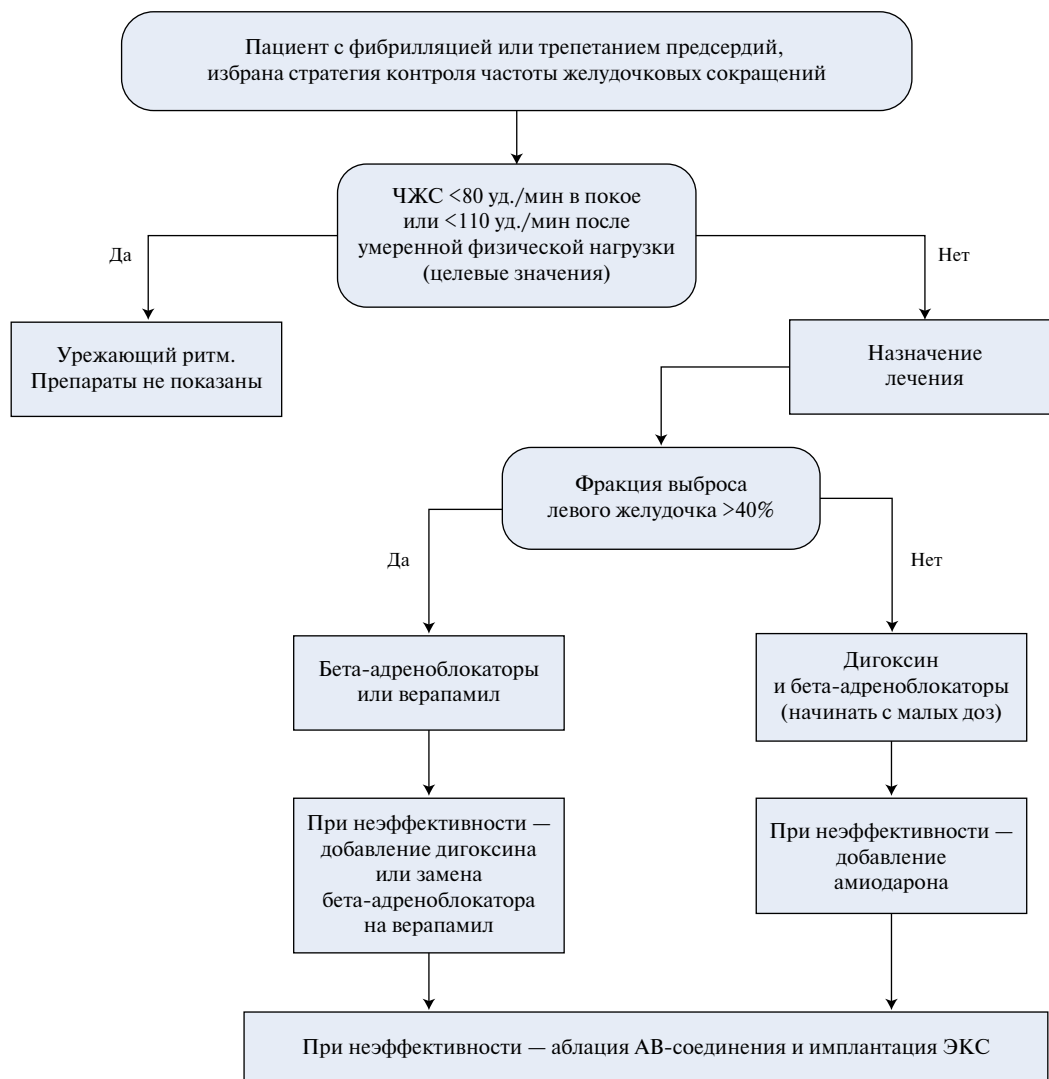 Пациент с фибрилляцией или трепетанием предсердий,
избрана стратегия контроля частоты желудочковых сокращений
ЧЖС <80 уд./мин в покое
или <110 уд./мин после
умеренной физической нагрузки
(целевые значения)
Да
Нет
Урежающий ритм.
Препараты не показаны
Назначение
лечения
Фракция выброса
левого желудочка >40%
Да
Нет
Бета-адреноблокаторы
или верапамил
Дигоксин
и бета-адреноблокаторы
(начинать с малых доз)
При неэффективности —
добавление дигоксина
или замена
бета-адреноблокатора
на верапамил
При неэффективности —
добавление
амиодарона
При неэффективности — аблация АВ-соединения и имплантация ЭКС